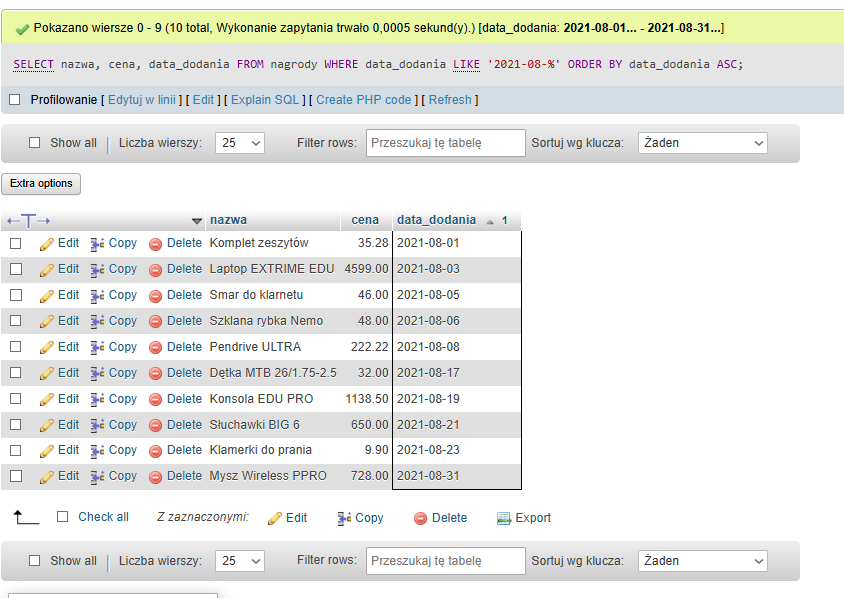 Pokazano wiersze 0 - 9 (10 total, Wykonanie zapytania trwało 0,0005 sekund(y).) [data_dodania: 2021-08-01... - 2021-08-31...]
SELECT nazwa, cena, data_dodania FROM nagrody WHERE data_dodania LIKE '2021-08-%' ORDER BY data_dodania ASC;
Profilowanie [ Edytuj w linii ] [ Edit ] [ Explain SQL ] [ Create PHP code ] [ Refresh ]
Show all Liczba wierszy: 25 Filter rows: Przeszukaj tę tabelę Sortuj wg klucza: Żaden
Extra options
nazwa cena data_dodania 1
Edit Copy Delete Komplet zeszytów 35.28 2021-08-01
Edit Copy Delete Laptop EXTRIME EDU 4599.00 2021-08-03
Edit Copy Delete Smar do klarnetu 46.00 2021-08-05
Edit Copy Delete Szklana rybka Nemo 48.00 2021-08-06
Edit Copy Delete Pendrive ULTRA 222.22 2021-08-08
Edit Copy Delete Dętka MTB 26/1.75-2.5 32.00 2021-08-17
Edit Copy Delete Konsola EDU PRO 1138.50 2021-08-19
Edit Copy Delete Słuchawki BIG 6 650.00 2021-08-21
Edit Copy Delete Klamerki do prania 9.90 2021-08-23
Edit Copy Delete Mysz Wireless PPRO 728.00 2021-08-31
Check all Z zaznaczonymi: Edit Copy Delete Export
Show all Liczba wierszy: 25 Filter rows: Przeszukaj tę tabelę Sortuj wg klucza: Żaden